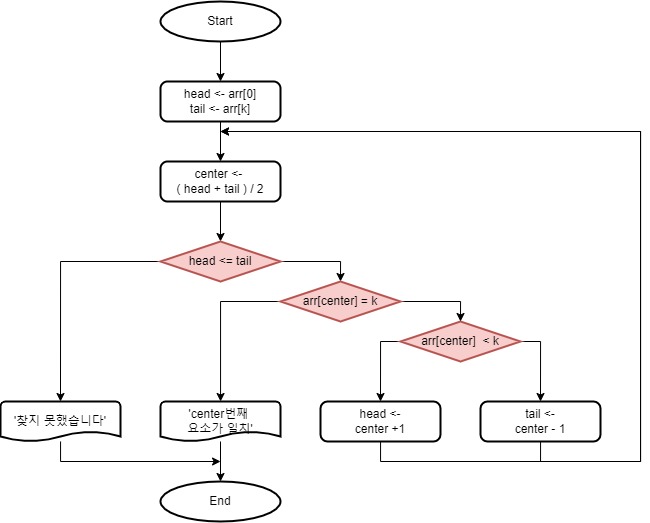 Start
head <- arr[0]
tail <- arr[k]
center <-
( head + tail ) / 2
head <= tail
arr[center] = k
arr[center]  < k
'찾지 못했습니다'
'center번째
요소가 일치'
head <-
center +1
tail <-
center - 1
End